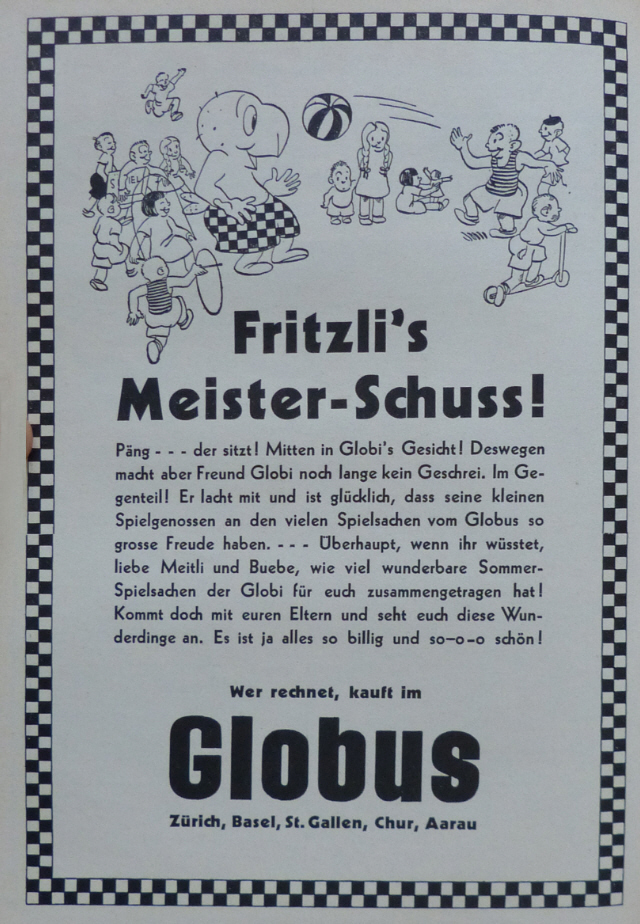 Fritzli's
Meister-Schuss!
Päng - - - der sitzt! Mitten in Globi's Gesicht! Deswegen
macht aber Freund Globi noch lange kein Geschrei. Im Ge-
genteil! Er lacht mit und ist glücklich, dass seine kleinen
Spielgenossen an den vielen Spielsachen vom Globus so
grosse Freude haben. - - - Überhaupt, wenn ihr wüsstet,
liebe Meitli und Buebe, wie viel wunderbare Sommer-
Spielsachen der Globi für euch zusammengetragen hat!
Kommt doch mit euren Eltern und seht euch diese Wun-
derdinge an. Es ist ja alles so billig und so-o-o schön!
Wer rechnet, kauft im
Globus
Zürich, Basel, St. Gallen, Chur, Aarau